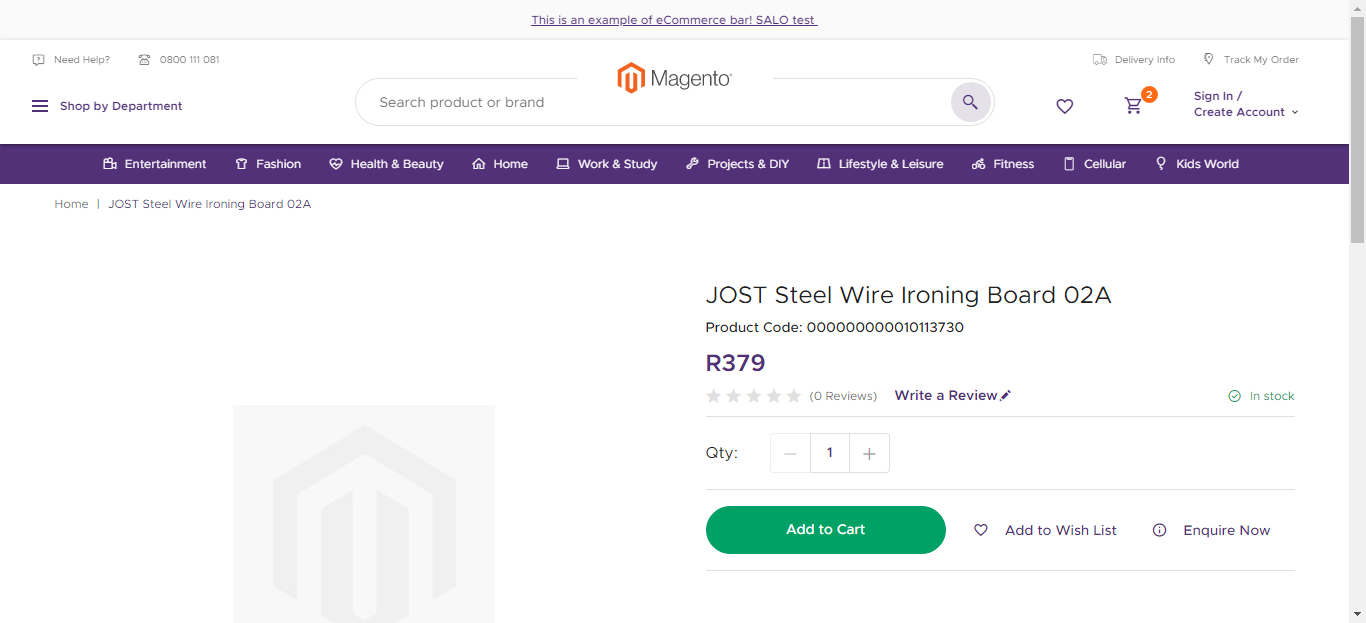 This is an example of eCommerce bar! SALO test
Need Help?
0800 111 081
Delivery Info
Track My Order
Shop by Department
Search product or brand
Magento
2
Sign In /
Create Account
Entertainment
Fashion
Health & Beauty
Home
Work & Study
Projects & DIY
Lifestyle & Leisure
Fitness
Cellular
Kids World
Home | JOST Steel Wire Ironing Board 02A
JOST Steel Wire Ironing Board 02A
Product Code: 000000000010113730
R379
(0 Reviews)
Write a Review
In stock
Qty:
1
Add to Cart
Add to Wish List
Enquire Now